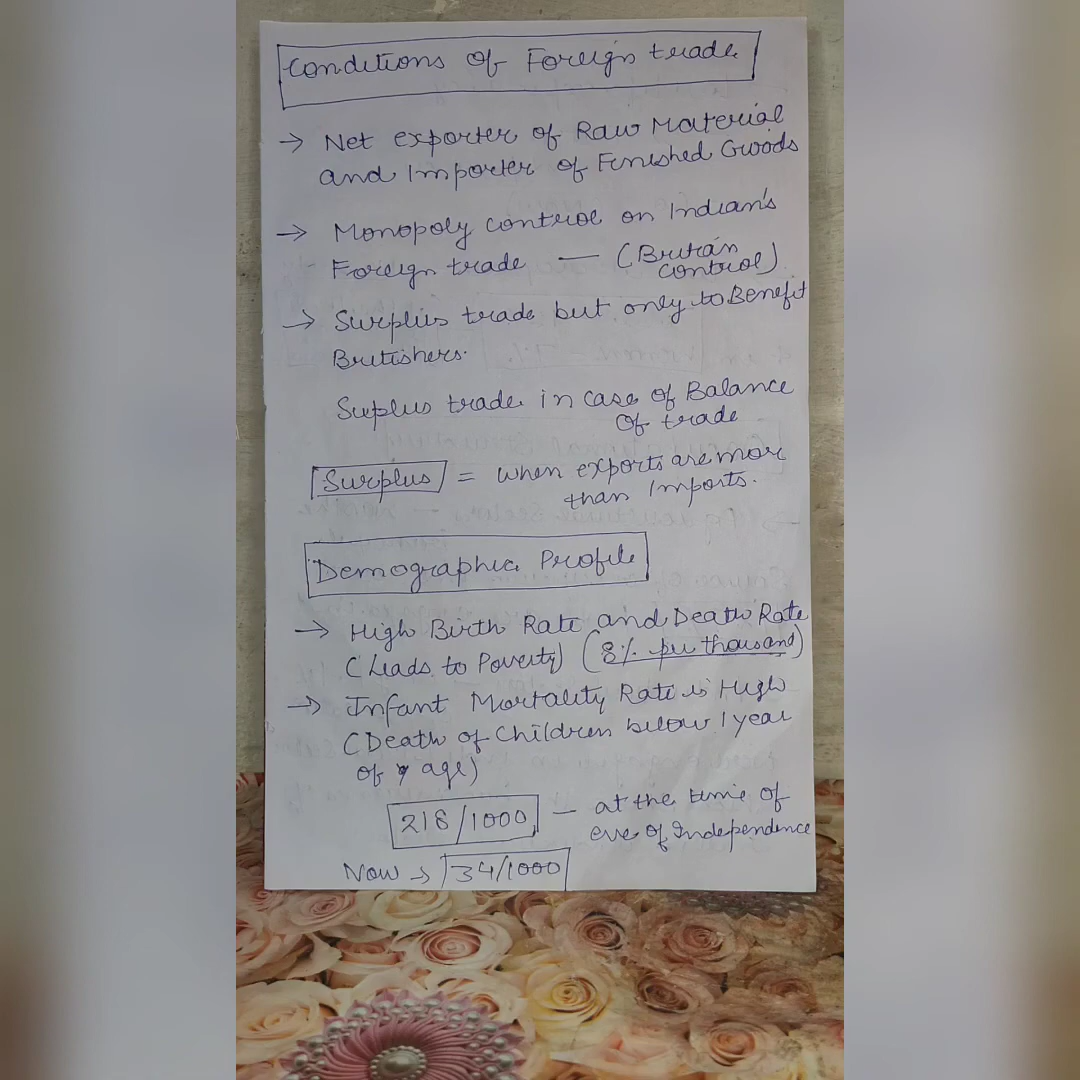 Conditions of Foreign trade
→ Net exporter of Raw Material
and Importer of Finished Goods
→ Monopoly control on Indian's
Foreign trade — (Britain
control)
→ Surplus trade but only to Benefit
Britishers.
Suplus trade in case of Balance
Of trade
Surplus = when exports are more
than Imports.
Demographic Profile
→ High Birth Rate and Death Rate
(Leads to Poverty) (8% per thousand)
→ Infant Mortality Rate is High
(Death of Children below 1 year
of age)
218/1000 — at the time of
eve of Independence
Now → 34/1000